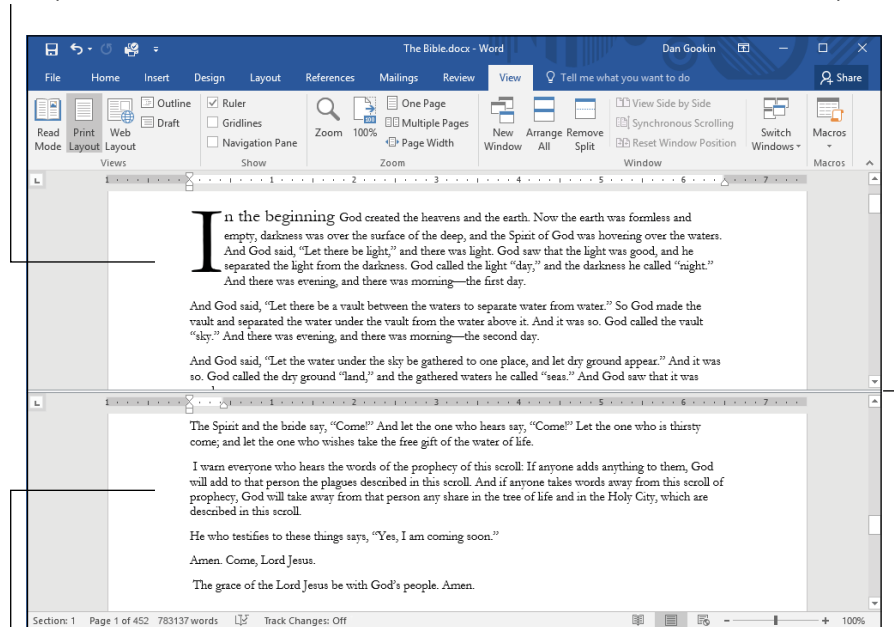 The Bible.docx - Word
Dan Gookin
File Home Insert Design Layout References Mailings Review View Tell me what you want to do Share
Read Mode
Print Layout
Web Layout
Outline
Draft
Views
Ruler
Gridlines
Navigation Pane
Show
Zoom
100%
One Page
Multiple Pages
Page Width
Zoom
New Window
Arrange All
Remove Split
View Side by Side
Synchronous Scrolling
Reset Window Position
Window
Switch Windows
Macros
Macros
1 1 2 3 4 5 6 7
In the beginning God created the heavens and the earth. Now the earth was formless and
empty, darkness was over the surface of the deep, and the Spirit of God was hovering over the waters.
And God said, “Let there be light,” and there was light. God saw that the light was good, and he
separated the light from the darkness. God called the light “day,” and the darkness he called “night.”
And there was evening, and there was morning—the first day.
And God said, “Let there be a vault between the waters to separate water from water.” So God made the
vault and separated the water under the vault from the water above it. And it was so. God called the vault
“sky.” And there was evening, and there was morning—the second day.
And God said, “Let the water under the sky be gathered to one place, and let dry ground appear.” And it was
so. God called the dry ground “land,” and the gathered waters he called “seas.” And God saw that it was
1 1 2 3 4 5 6 7
The Spirit and the bride say, “Come!” And let the one who hears say, “Come!” Let the one who is thirsty
come; and let the one who wishes take the free gift of the water of life.
I warn everyone who hears the words of the prophecy of this scroll: If anyone adds anything to them, God
will add to that person the plagues described in this scroll. And if anyone takes words away from this scroll of
prophecy, God will take away from that person any share in the tree of life and in the Holy City, which are
described in this scroll.
He who testifies to these things says, “Yes, I am coming soon.”
Amen. Come, Lord Jesus.
The grace of the Lord Jesus be with God’s people. Amen.
Section: 1 Page 1 of 452 783137 words Track Changes: Off 100%